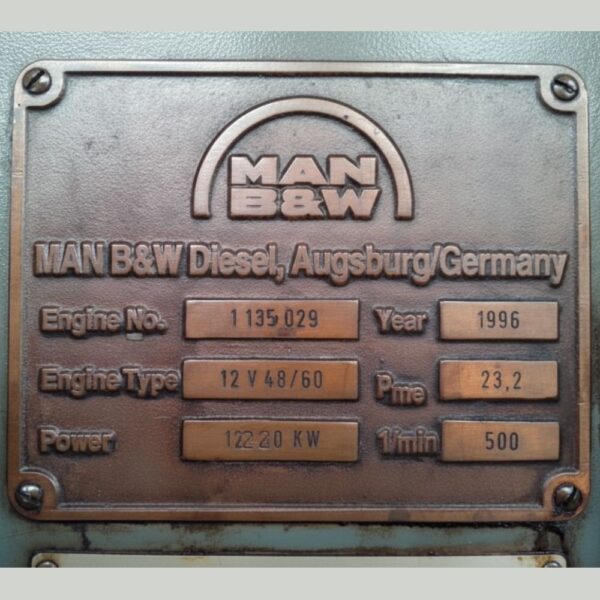 MAN
B&W
MAN B&W Diesel, Augsburg/Germany
Engine No. 1 135 029 Year 1996
Engine Type 12 V 48/60 Pme 23,2
Power 12220 KW 1/min 500